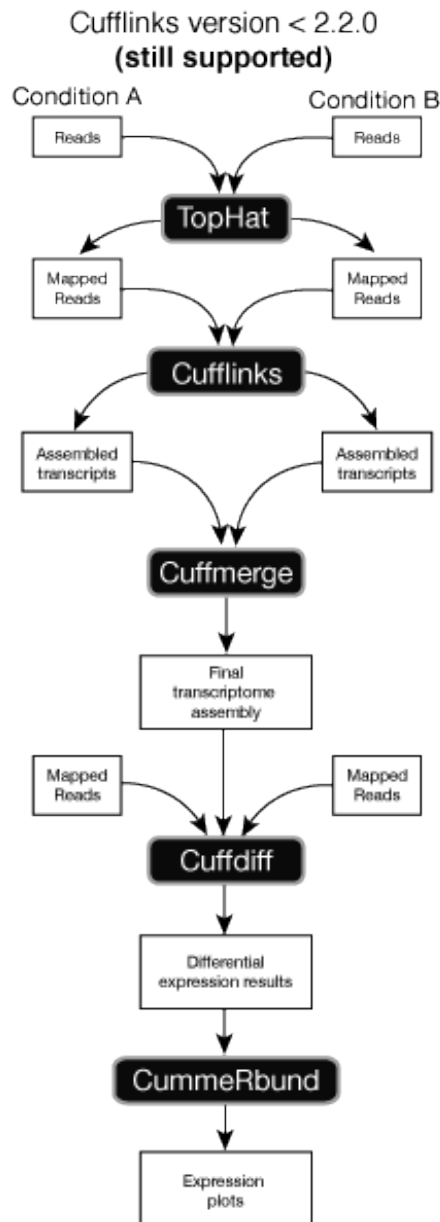 Cufflinks version < 2.2.0
(still supported)
Condition A
Condition B
Reads
Reads
TopHat
Mapped
Reads
Mapped
Reads
Cufflinks
Assembled
transcripts
Assembled
transcripts
Cuffmerge
Final
transcriptome
assembly
Mapped
Reads
Mapped
Reads
Cuffdiff
Differential
expression results
CummeRbund
Expression
plots